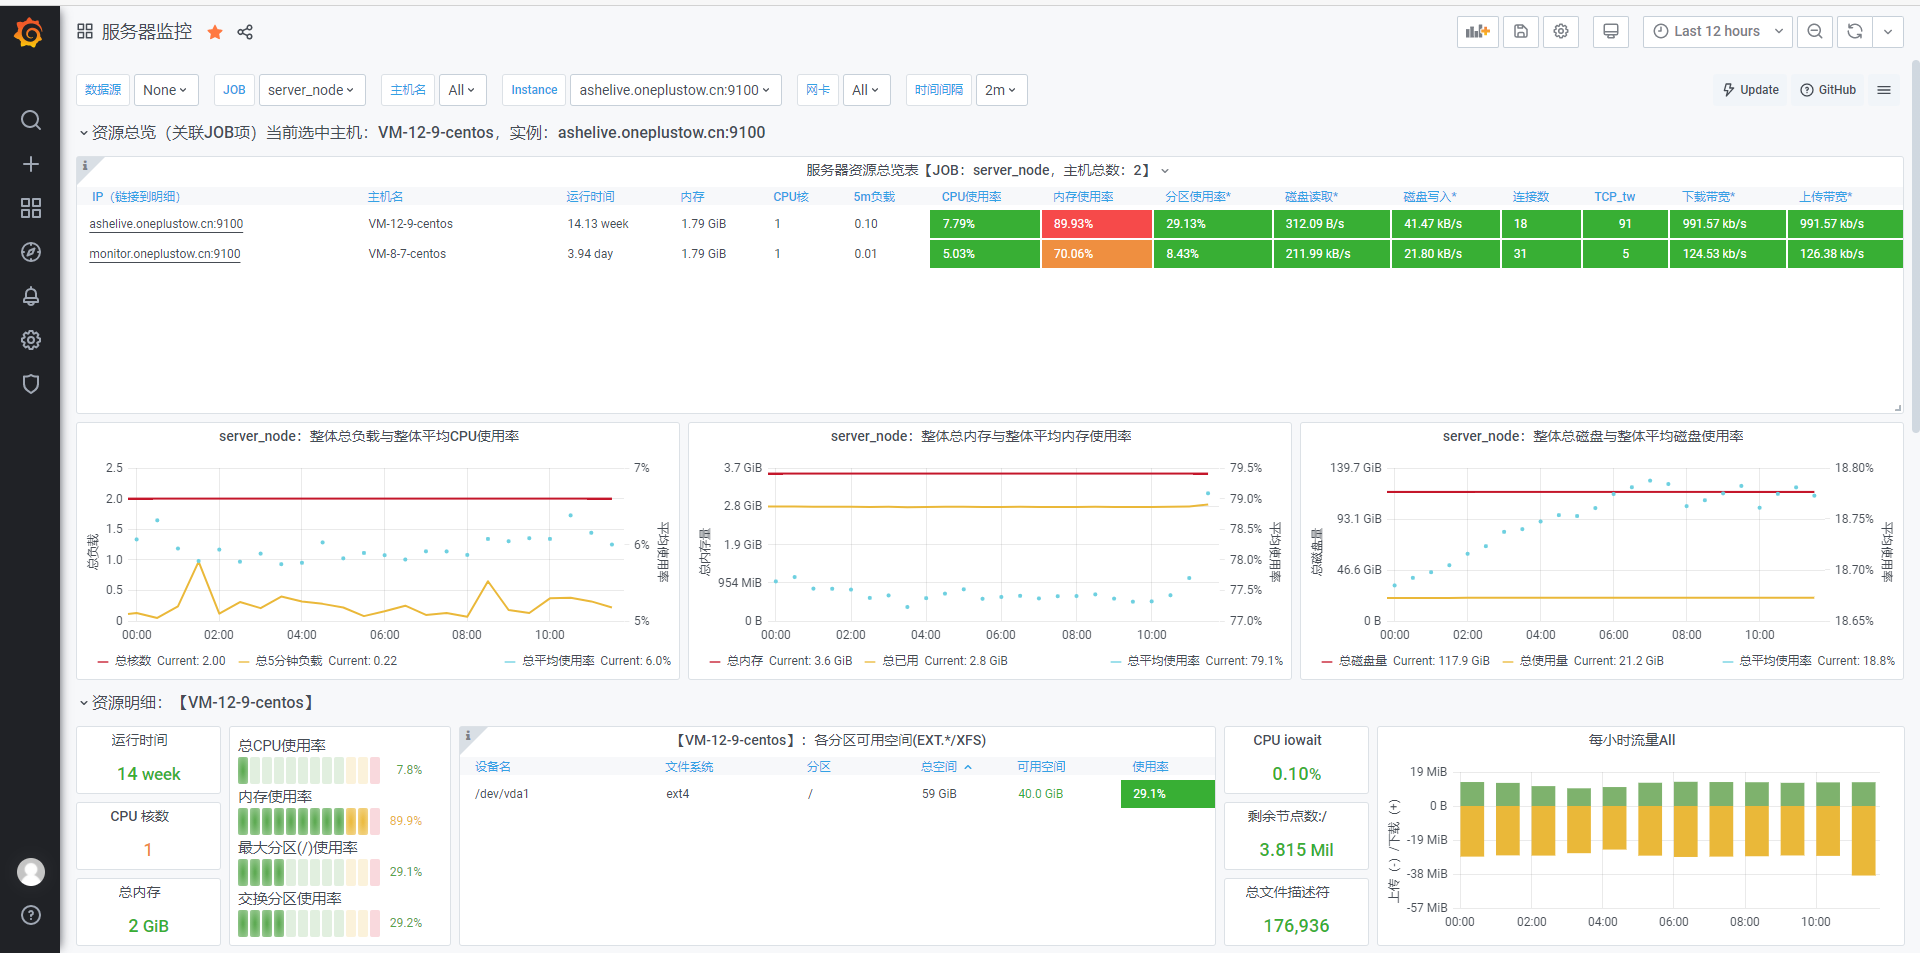 服务器监控
Last 12 hours
数据源 None JOB server_node 主机名 All Instance ashelive.oneplustow.cn:9100 网卡 All 时间间隔 2m Update GitHub
资源总览（关联JOB项）当前选中主机：VM-12-9-centos，实例：ashelive.oneplustow.cn:9100
服务器资源总览表【JOB：server_node，主机总数：2】
IP（链接到明细） 主机名 运行时间 内存 CPU核 5m负载 CPU使用率 内存使用率 分区使用率* 磁盘读取* 磁盘写入* 连接数 TCP_tw 下载带宽* 上传带宽*
ashelive.oneplustow.cn:9100 VM-12-9-centos 14.13 week 1.79 GiB 1 0.10 7.79% 89.93% 29.13% 312.09 B/s 41.47 kB/s 18 91 991.57 kb/s 991.57 kb/s
monitor.oneplustow.cn:9100 VM-8-7-centos 3.94 day 1.79 GiB 1 0.01 5.03% 70.06% 8.43% 211.99 kB/s 21.80 kB/s 31 5 124.53 kb/s 126.38 kb/s
server_node：整体总负载与整体平均CPU使用率
2.5
2.0
1.5
1.0
0.5
0
总负载
7%
6%
5%
平均使用率
00:00 02:00 04:00 06:00 08:00 10:00
总核数 Current: 2.00 总5分钟负载 Current: 0.22 总平均使用率 Current: 6.0%
server_node：整体总内存与整体平均内存使用率
3.7 GiB
2.8 GiB
1.9 GiB
954 MiB
0 B
总内存量
79.5%
79.0%
78.5%
78.0%
77.5%
77.0%
平均使用率
00:00 02:00 04:00 06:00 08:00 10:00
总内存 Current: 3.6 GiB 总已用 Current: 2.8 GiB 总平均使用率 Current: 79.1%
server_node：整体总磁盘与整体平均磁盘使用率
139.7 GiB
93.1 GiB
46.6 GiB
0 B
总磁盘量
18.80%
18.75%
18.70%
18.65%
平均使用率
00:00 02:00 04:00 06:00 08:00 10:00
总磁盘量 Current: 117.9 GiB 总使用量 Current: 21.2 GiB 总平均使用率 Current: 18.8%
资源明细：【VM-12-9-centos】
运行时间
14 week
CPU 核数
1
总内存
2 GiB
总CPU使用率
7.8%
内存使用率
89.9%
最大分区(/)使用率
29.1%
交换分区使用率
29.2%
【VM-12-9-centos】：各分区可用空间(EXT.*/XFS)
设备名 文件系统 分区 总空间 可用空间 使用率
/dev/vda1 ext4 / 59 GiB 40.0 GiB 29.1%
CPU iowait
0.10%
剩余节点数:/
3.815 Mil
总文件描述符
176,936
每小时流量All
19 MiB
0 B
-19 MiB
-38 MiB
-57 MiB
上传（-）/下载（+）
00:00 02:00 04:00 06:00 08:00 10:00